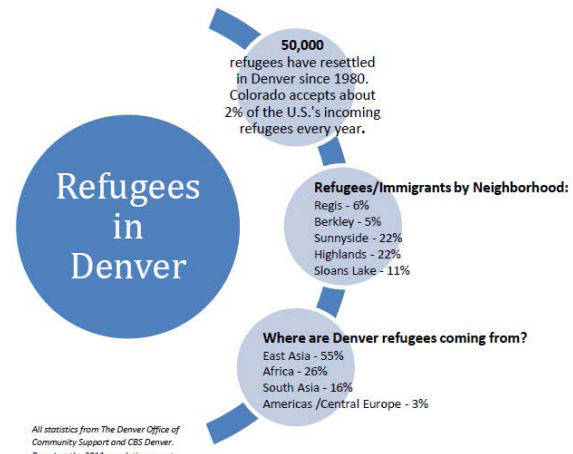 50,000
refugees have resettled
in Denver since 1980.
Colorado accepts about
2% of the U.S.'s incoming
refugees every year.
Refugees
in
Denver
Refugees/Immigrants by Neighborhood:
Regis - 6%
Berkley - 5%
Sunnyside - 22%
Highlands - 22%
Sloans Lake - 11%
Where are Denver refugees coming from?
East Asia - 55%
Africa - 26%
South Asia - 16%
Americas /Central Europe - 3%
All statistics from The Denver Office of
Community Support and CBS Denver.